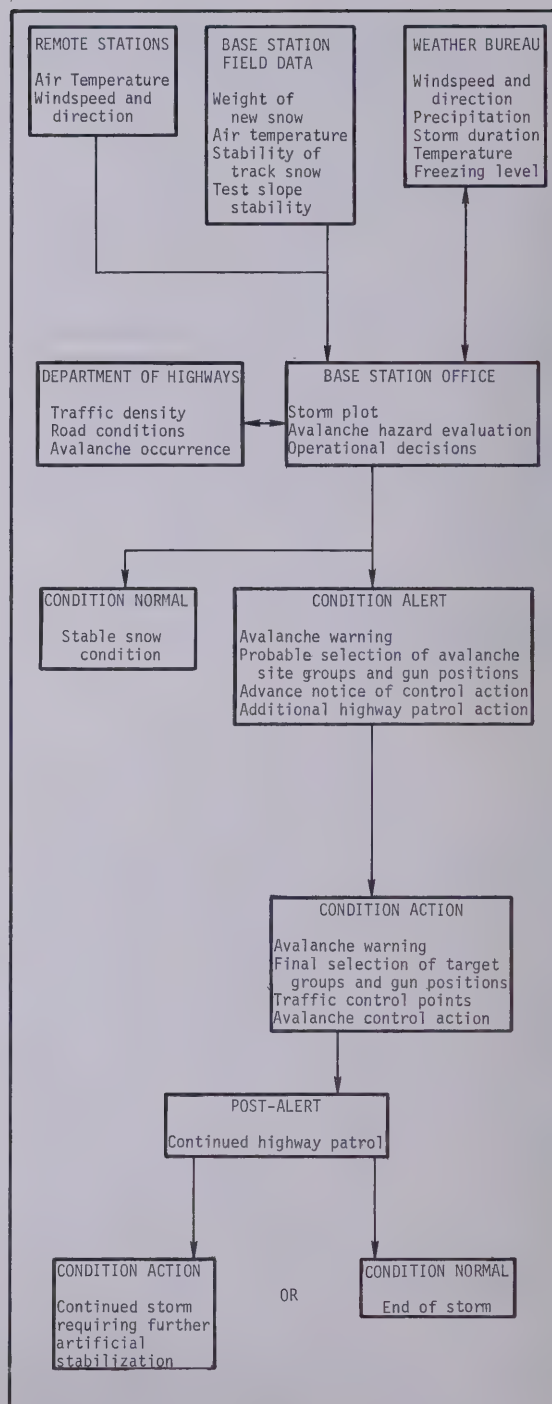 REMOTE STATIONS
Air Temperature
Windspeed and
direction
BASE STATION
FIELD DATA
Weight of
new snow
Air temperature
Stability of
track snow
Test slope
stability
WEATHER BUREAU
Windspeed and
direction
Precipitation
Storm duration
Temperature
Freezing level
DEPARTMENT OF HIGHWAYS
Traffic density
Road conditions
Avalanche occurrence
BASE STATION OFFICE
Storm plot
Avalanche hazard evaluation
Operational decisions
CONDITION NORMAL
Stable snow
condition
CONDITION ALERT
Avalanche warning
Probable selection of avalanche
site groups and gun positions
Advance notice of control action
Additional highway patrol action
CONDITION ACTION
Avalanche warning
Final selection of target
groups and gun positions
Traffic control points
Avalanche control action
POST-ALERT
Continued highway patrol
CONDITION ACTION
Continued storm
requiring further
artificial
stabilization
OR
CONDITION NORMAL
End of storm